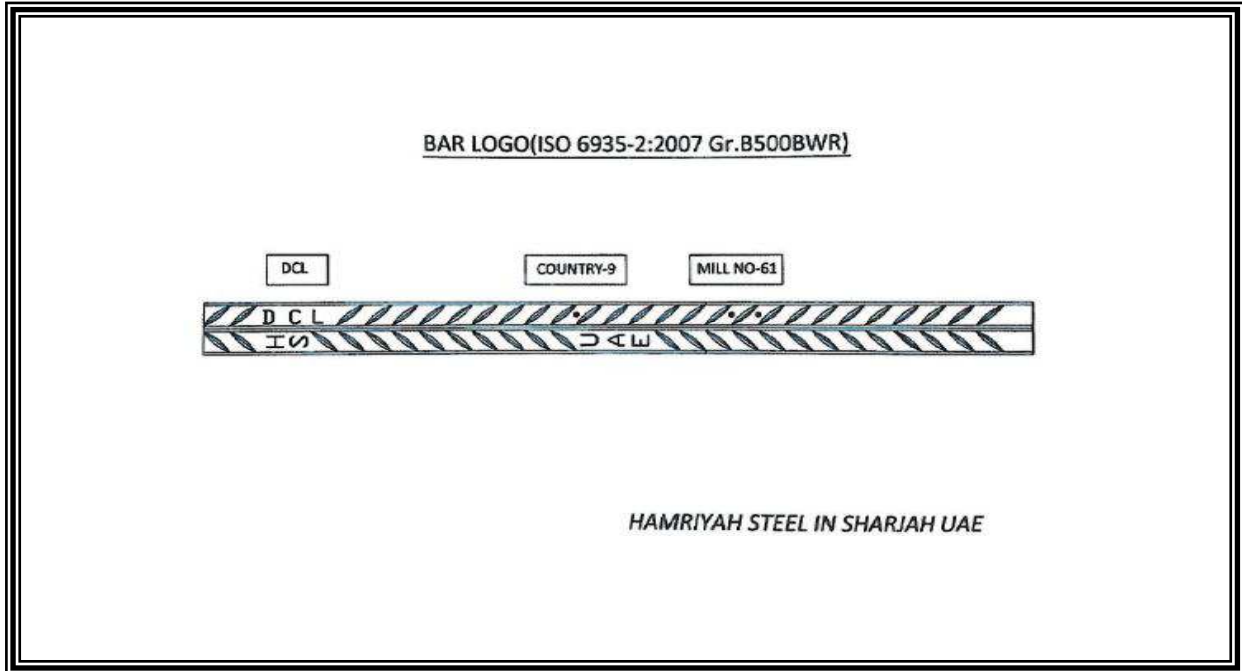 BAR LOGO(ISO 6935-2:2007 Gr.B500BWR)
DCL
COUNTRY-9
MILL NO-61
DCL
HS
UAE
HAMRIYAH STEEL IN SHARJAH UAE